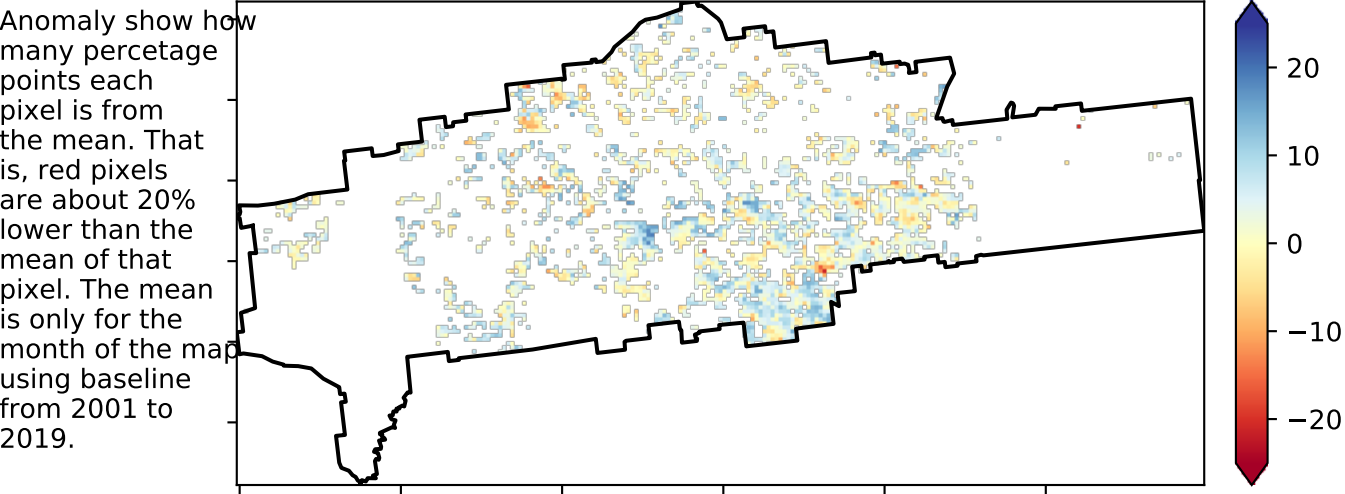 Anomaly show how
many percetage
points each
pixel is from
the mean. That
is, red pixels
are about 20%
lower than the
mean of that
pixel. The mean
is only for the
month of the map
using baseline
from 2001 to
2019.
20
10
0
−10
−20